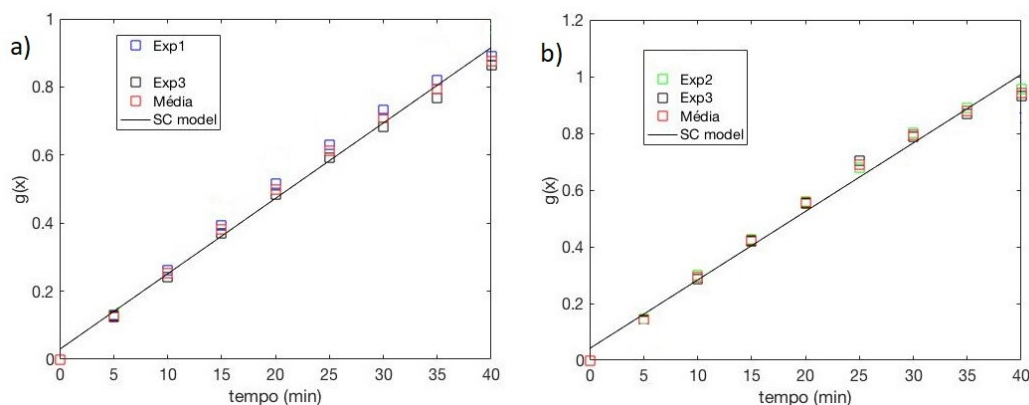 a)
1
0.8
0.6
0.4
0.2
0
g(x)
Exp1
Exp3
Média
SC model
0 5 10 15 20 25 30 35 40
tempo (min)
b)
1.2
1
0.8
0.6
0.4
0.2
0
g(x)
Exp2
Exp3
Média
SC model
0 5 10 15 20 25 30 35 40
tempo (min)